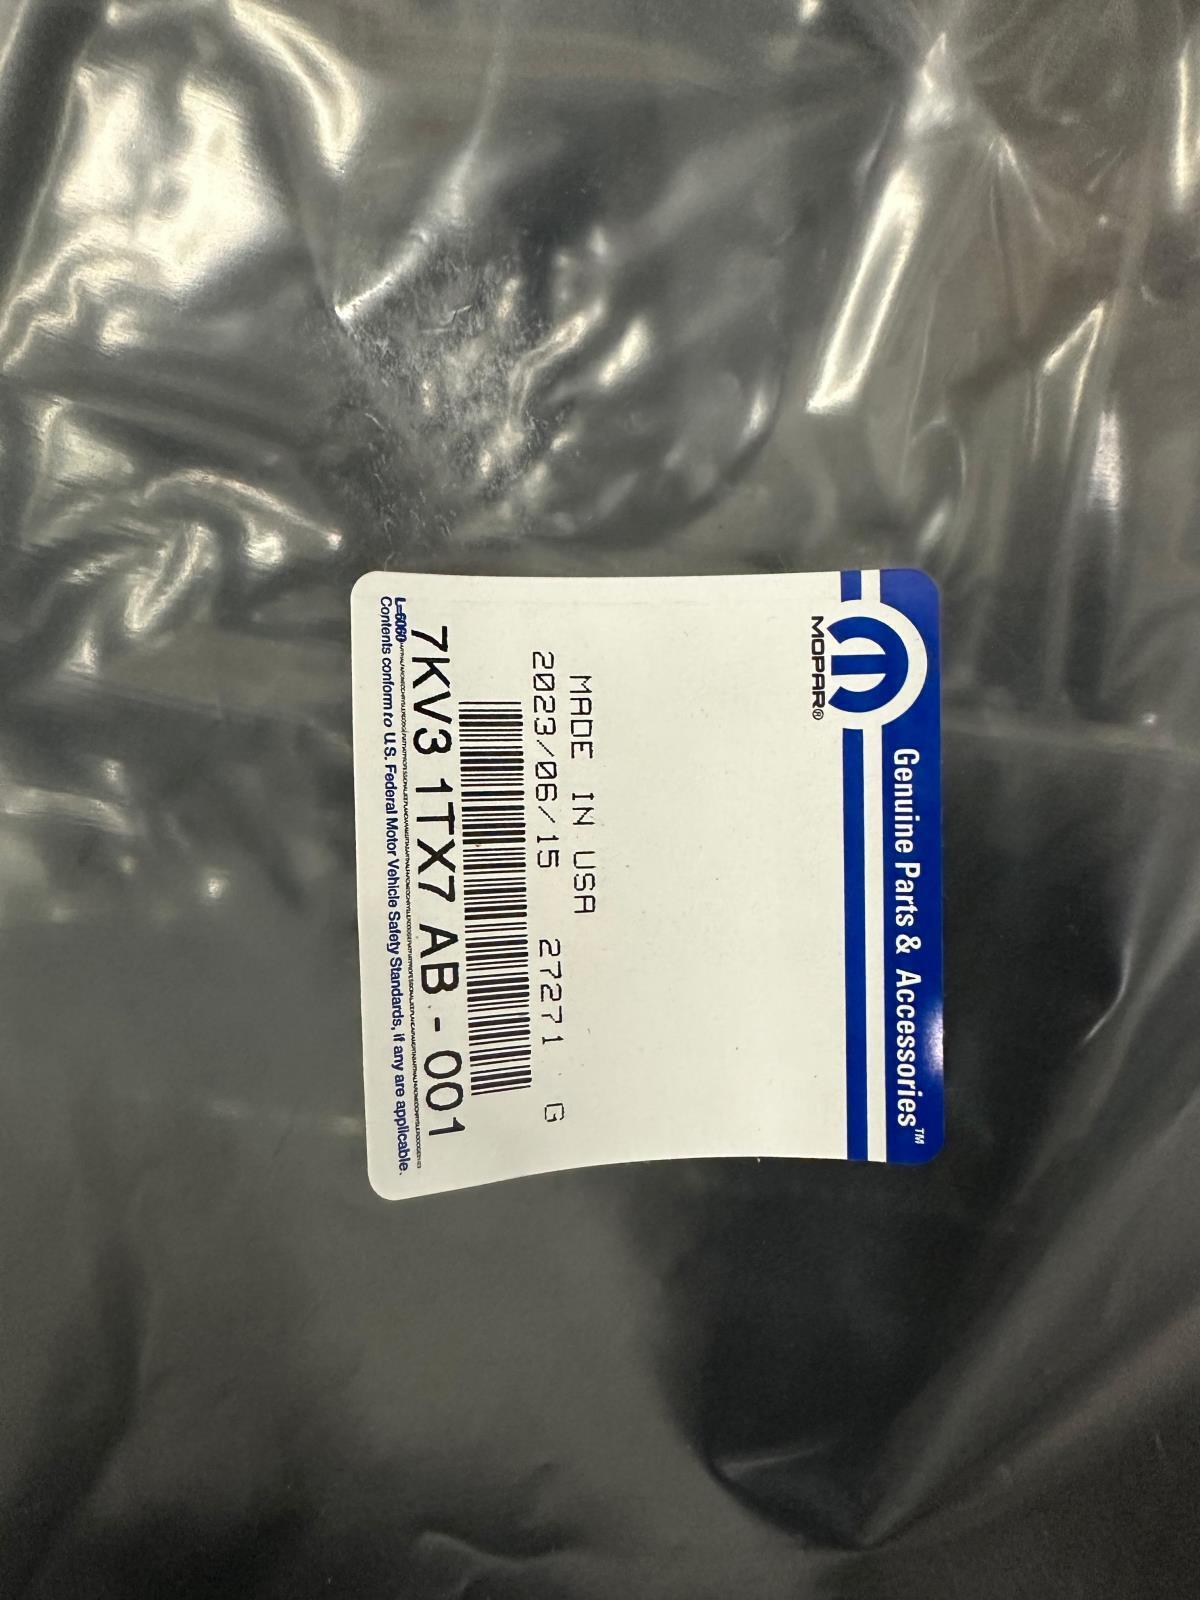 Genuine Parts & Accessories™
MOPAR®
MADE IN USA
2023/06/15 27271 G
7KV3 1TX7 AB - 001
L=6060
Contents conform to U.S. Federal Motor Vehicle Safety Standards, if any are applicable.